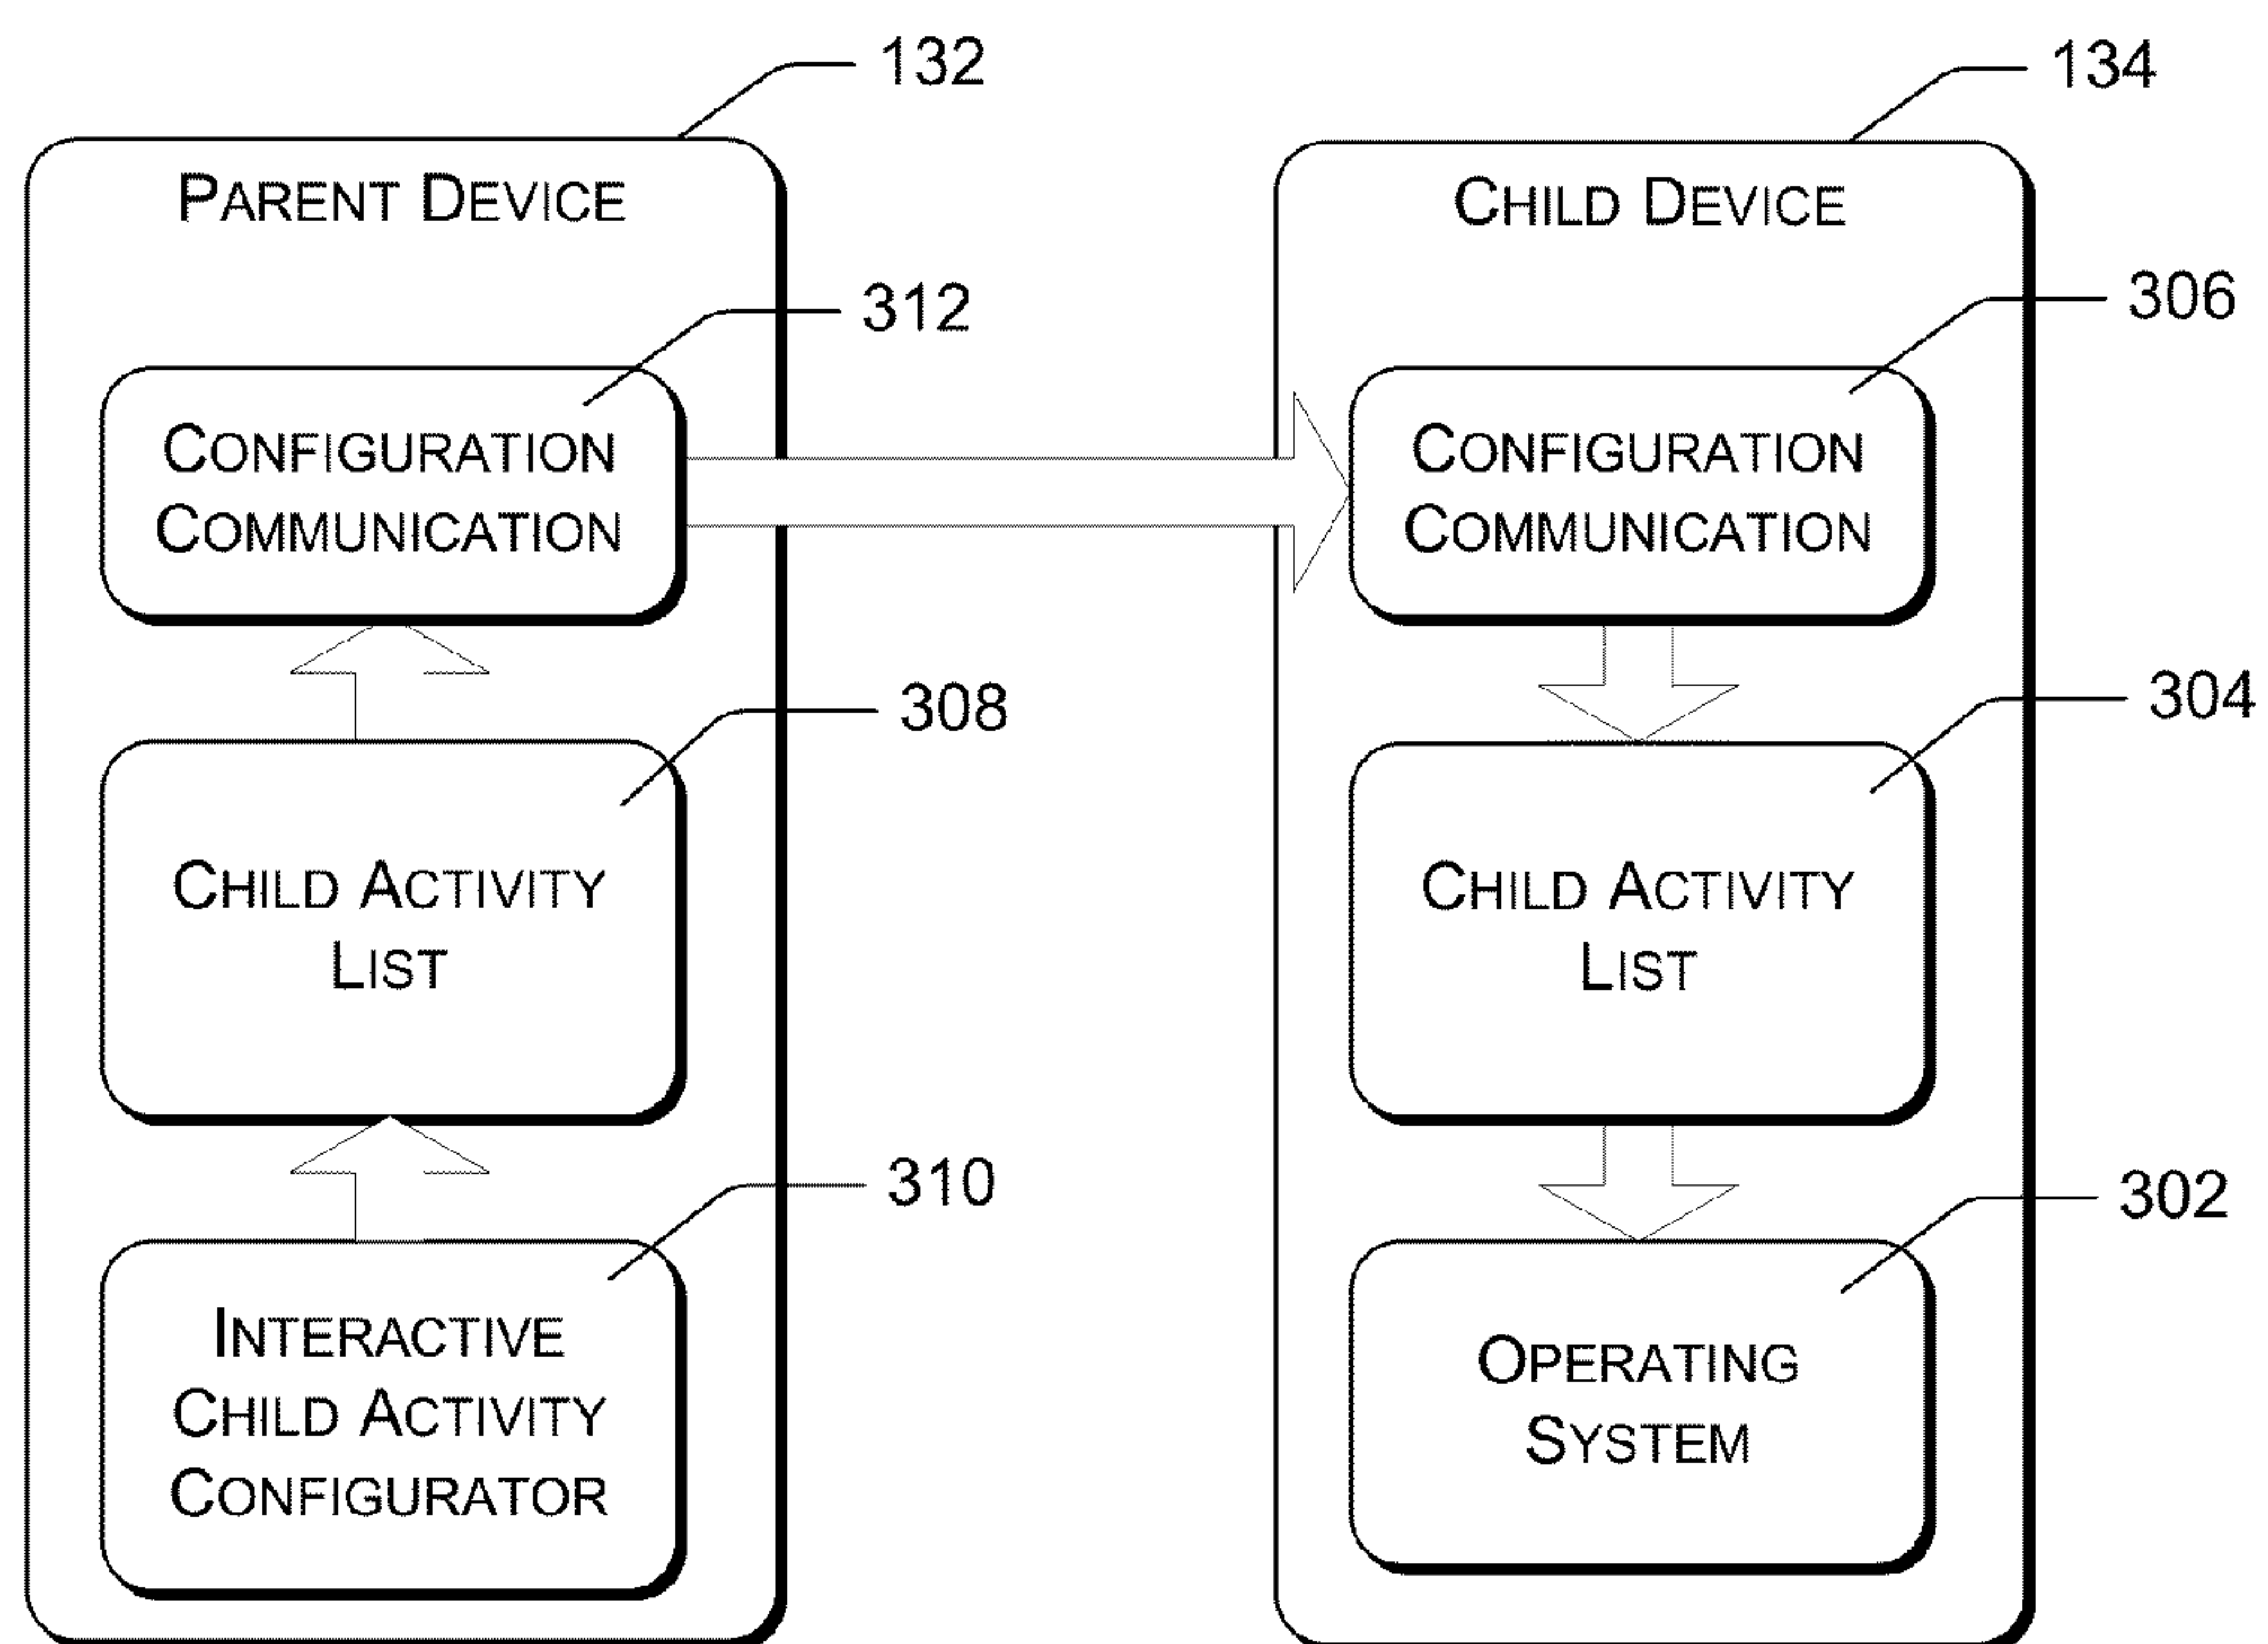 132
134
PARENT DEVICE
CHILD DEVICE
312
306
CONFIGURATION
COMMUNICATION
CONFIGURATION
COMMUNICATION
308
304
CHILD ACTIVITY
LIST
CHILD ACTIVITY
LIST
310
302
INTERACTIVE
CHILD ACTIVITY
CONFIGURATOR
OPERATING
SYSTEM